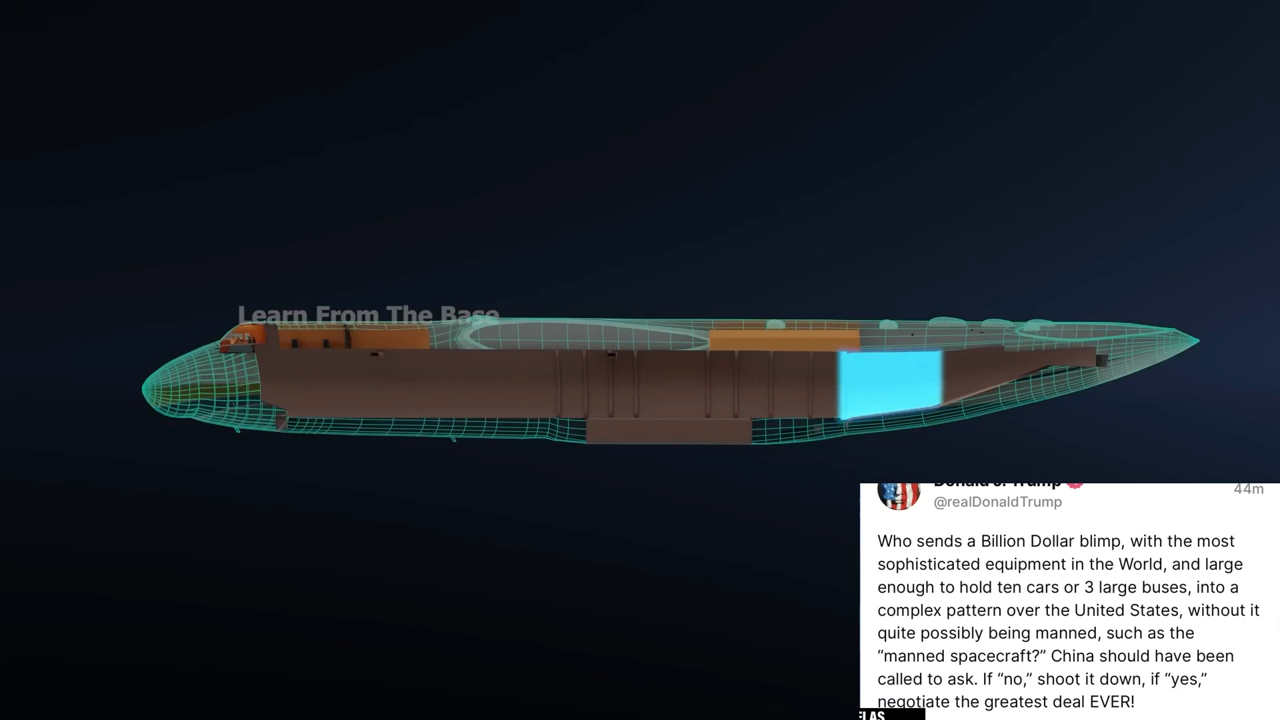 Learn From The Base
Donald J. Trump
44m
@realDonaldTrump
Who sends a Billion Dollar blimp, with the most
sophisticated equipment in the World, and large
enough to hold ten cars or 3 large buses, into a
complex pattern over the United States, without it
quite possibly being manned, such as the
“manned spacecraft?” China should have been
called to ask. If “no,” shoot it down, if “yes,”
negotiate the greatest deal EVER!